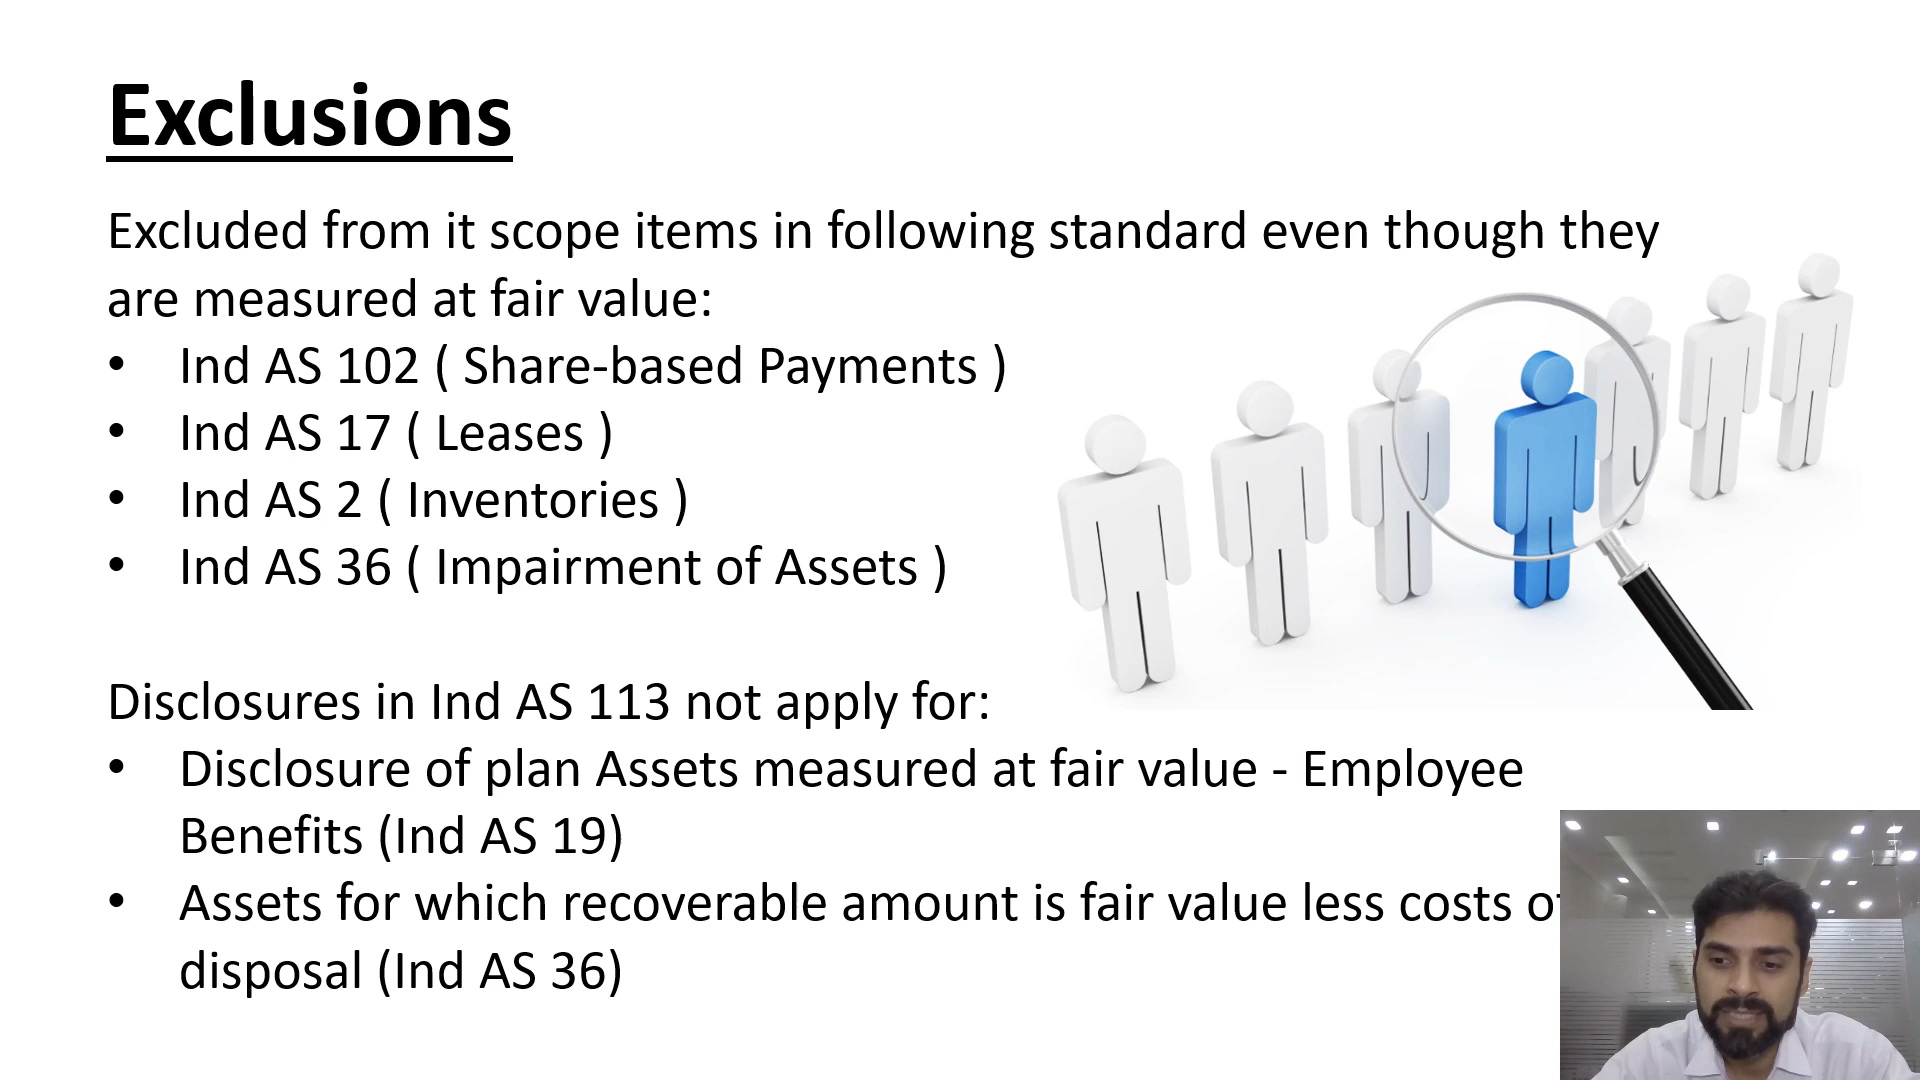 Exclusions
Excluded from it scope items in following standard even though they
are measured at fair value:
• Ind AS 102 ( Share-based Payments )
• Ind AS 17 ( Leases )
• Ind AS 2 ( Inventories )
• Ind AS 36 ( Impairment of Assets )
Disclosures in Ind AS 113 not apply for:
• Disclosure of plan Assets measured at fair value - Employee
Benefits (Ind AS 19)
• Assets for which recoverable amount is fair value less costs of
disposal (Ind AS 36)